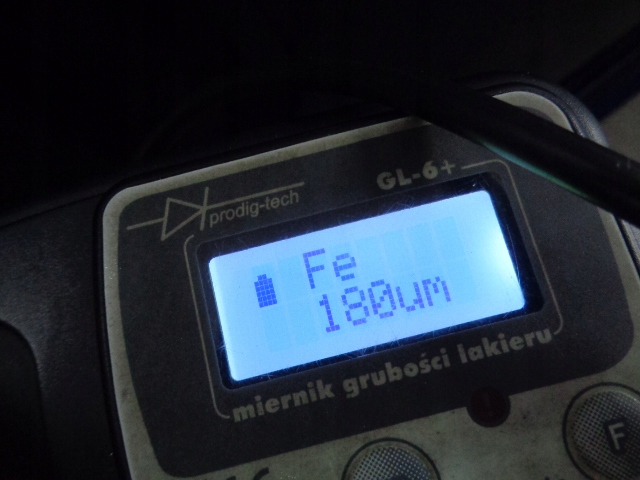 prodig-tech
GL-6+
Fe
180um
miernik grubości lakieru
F